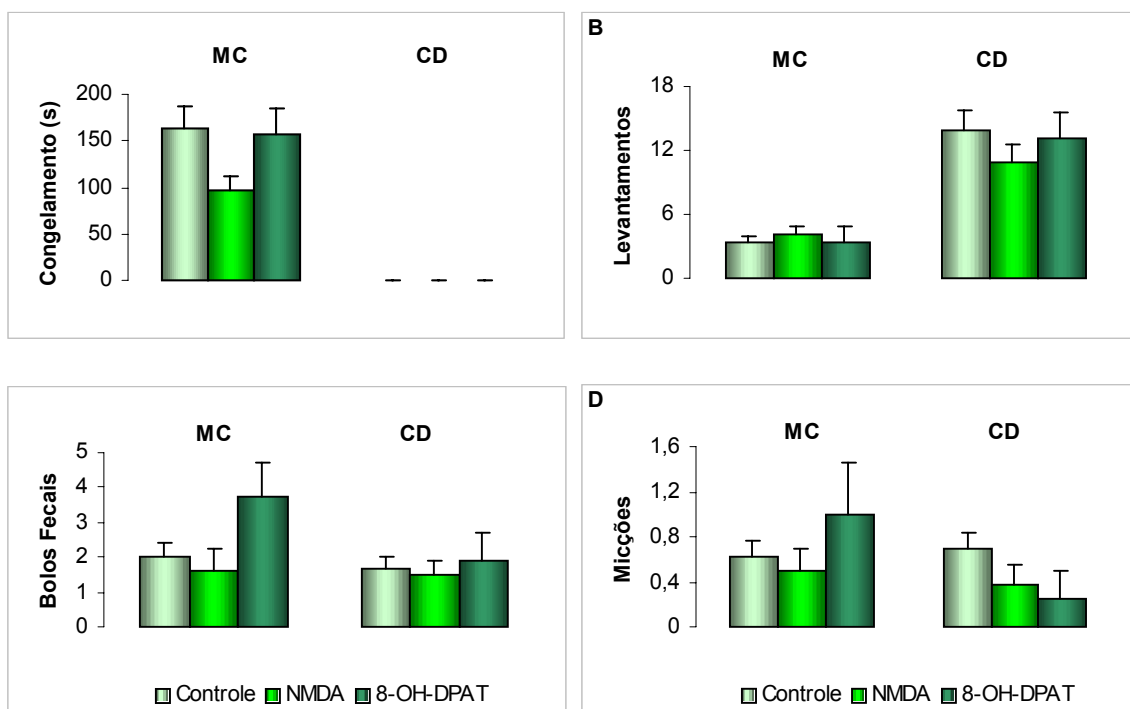 MC CD
Congelamento (s)
200
150
100
50
0
B
MC CD
Levantamentos
18
12
6
0
MC CD
Bolos Fecais
5
4
3
2
1
0
Controle NMDA 8-OH-DPAT
D
MC CD
Micções
1,6
1,2
0,8
0,4
0
Controle NMDA 8-OH-DPAT